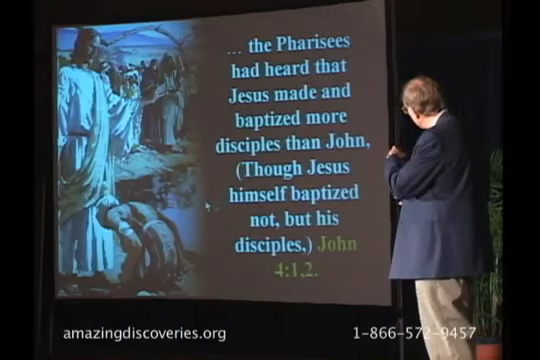 ... the Pharisees
had heard that
Jesus made and
baptized more
disciples than John,
(Though Jesus
himself baptized
not, but his
disciples,) John
4:1,2.
amazingdiscoveries.org
1-866-572-9457